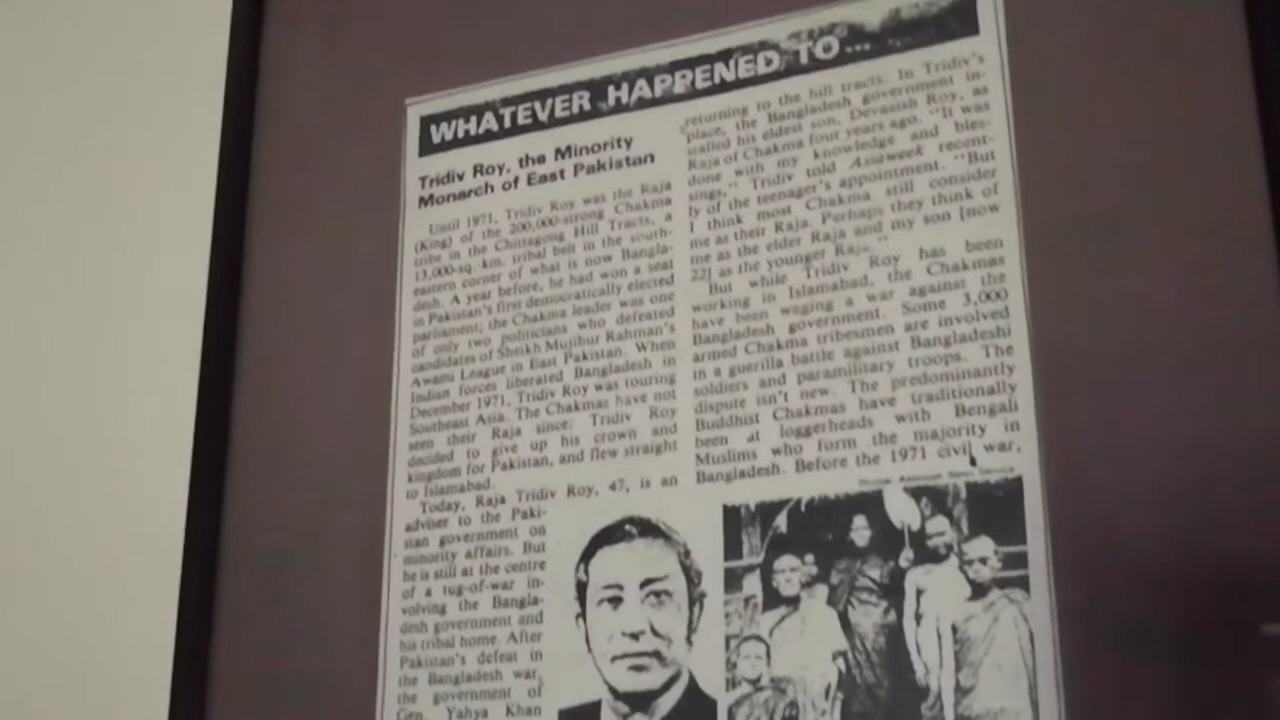 WHATEVER HAPPENED TO...
Tridiv Roy, the Minority
Monarch of East Pakistan
Until 1971, Tridiv Roy was the Raja
(King) of the 200,000-strong Chakma
tribe in the Chittagong Hill Tracts, a
13,000-sq.-km. tribal belt in the south-
eastern corner of what is now Bangla-
desh. A year before, he had won a seat
in Pakistan's first democratically elected
parliament; the Chakma leader was one
of only two politicians who defeated
candidates of Sheikh Mujibur Rahman's
Awami League in East Pakistan. When
Indian forces liberated Bangladesh in
December 1971, Tridiv Roy was touring
Southeast Asia. The Chakmas have not
seen their Raja since: Tridiv Roy
decided to give up his crown and
kingdom for Pakistan, and flew straight
to Islamabad.
Today, Raja Tridiv Roy, 47, is an
adviser to the Paki-
stan government on
minority affairs. But
he is still at the centre
of a tug-of-war in-
volving the Bangla-
desh government and
his tribal home. After
Pakistan's defeat in
the Bangladesh war,
the government of
Gen. Yahya Khan
returning to the hill tracts. In Tridiv's
place, the Bangladesh government in-
stalled his eldest son, Devasish Roy, as
Raja of Chakma four years ago. "It was
done with my knowledge and bles-
sings," Tridiv told Asiaweek recent-
ly of the teenager's appointment. "But
I think most Chakma still consider
me as their Raja. Perhaps they think of
me as the elder Raja and my son [now
22] as the younger Raja."
But while Tridiv Roy has been
working in Islamabad, the Chakmas
have been waging a war against the
Bangladesh government. Some 3,000
armed Chakma tribesmen are involved
in a guerilla battle against Bangladeshi
soldiers and paramilitary troops. The
dispute isn't new. The predominantly
Buddhist Chakmas have traditionally
been at loggerheads with Bengali
Muslims who form the majority in
Bangladesh. Before the 1971 civil war,